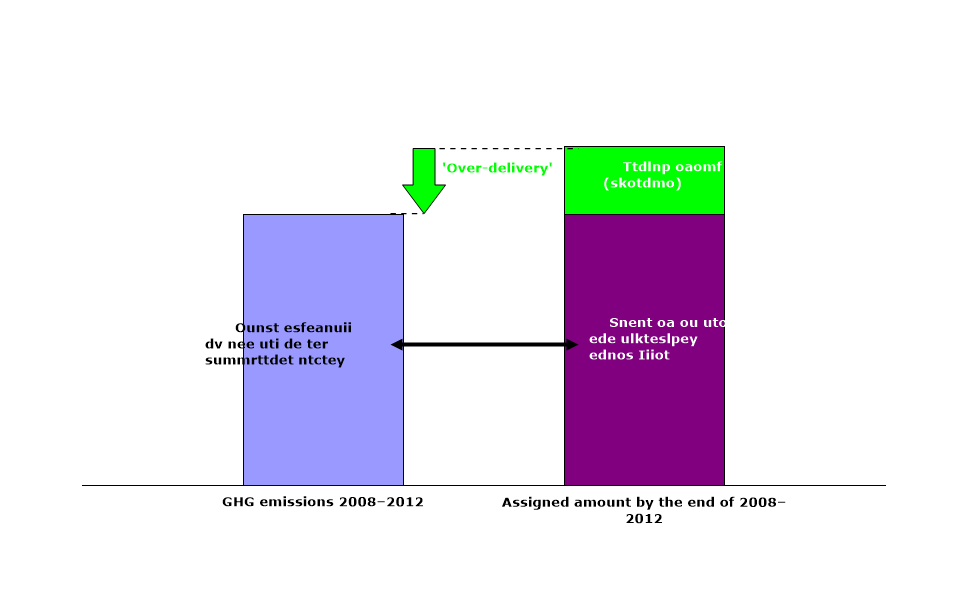 'Over-delivery'
Ttdlnp oaomf
(skotdmo)
Ounst esfeanuii
dv nee uti de ter
summrttdet ntctey
Snent oa ou uto
ede ulkteslpey
ednos Iiiot
GHG emissions 2008–2012
Assigned amount by the end of 2008–
2012